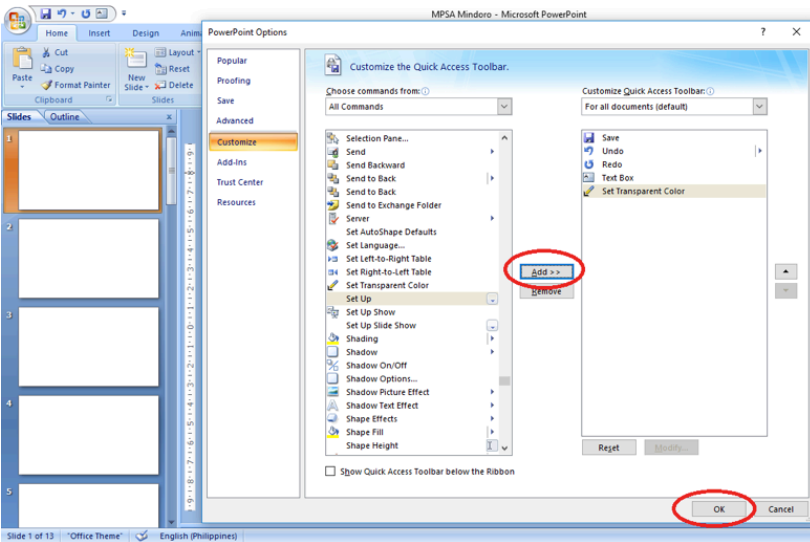 MPSA Mindoro - Microsoft PowerPoint
Home Insert Design Anim
Paste
Cut
Copy
Format Painter
Clipboard
New
Slide
Layout
Reset
Delete
Slides
Slides Outline x
1
2
3
4
5
Slide 1 of 13 "Office Theme" English (Philippines)
PowerPoint Options ? X
Popular
Proofing
Save
Advanced
Customize
Add-Ins
Trust Center
Resources
Customize the Quick Access Toolbar.
Choose commands from:
All Commands
Selection Pane...
Send
Send Backward
Send to Back
Send to Back
Send to Exchange Folder
Server
Set AutoShape Defaults
Set Language...
Set Left-to-Right Table
Set Right-to-Left Table
Set Transparent Color
Set Up
Set Up Show
Set Up Slide Show
Shading
Shadow
Shadow On/Off
Shadow Options...
Shadow Picture Effect
Shadow Text Effect
Shape Effects
Shape Fill
Shape Height
Show Quick Access Toolbar below the Ribbon
Add >>
Remove
Customize Quick Access Toolbar:
For all documents (default)
Save
Undo
Redo
Text Box
Set Transparent Color
Reset Modify...
OK Cancel